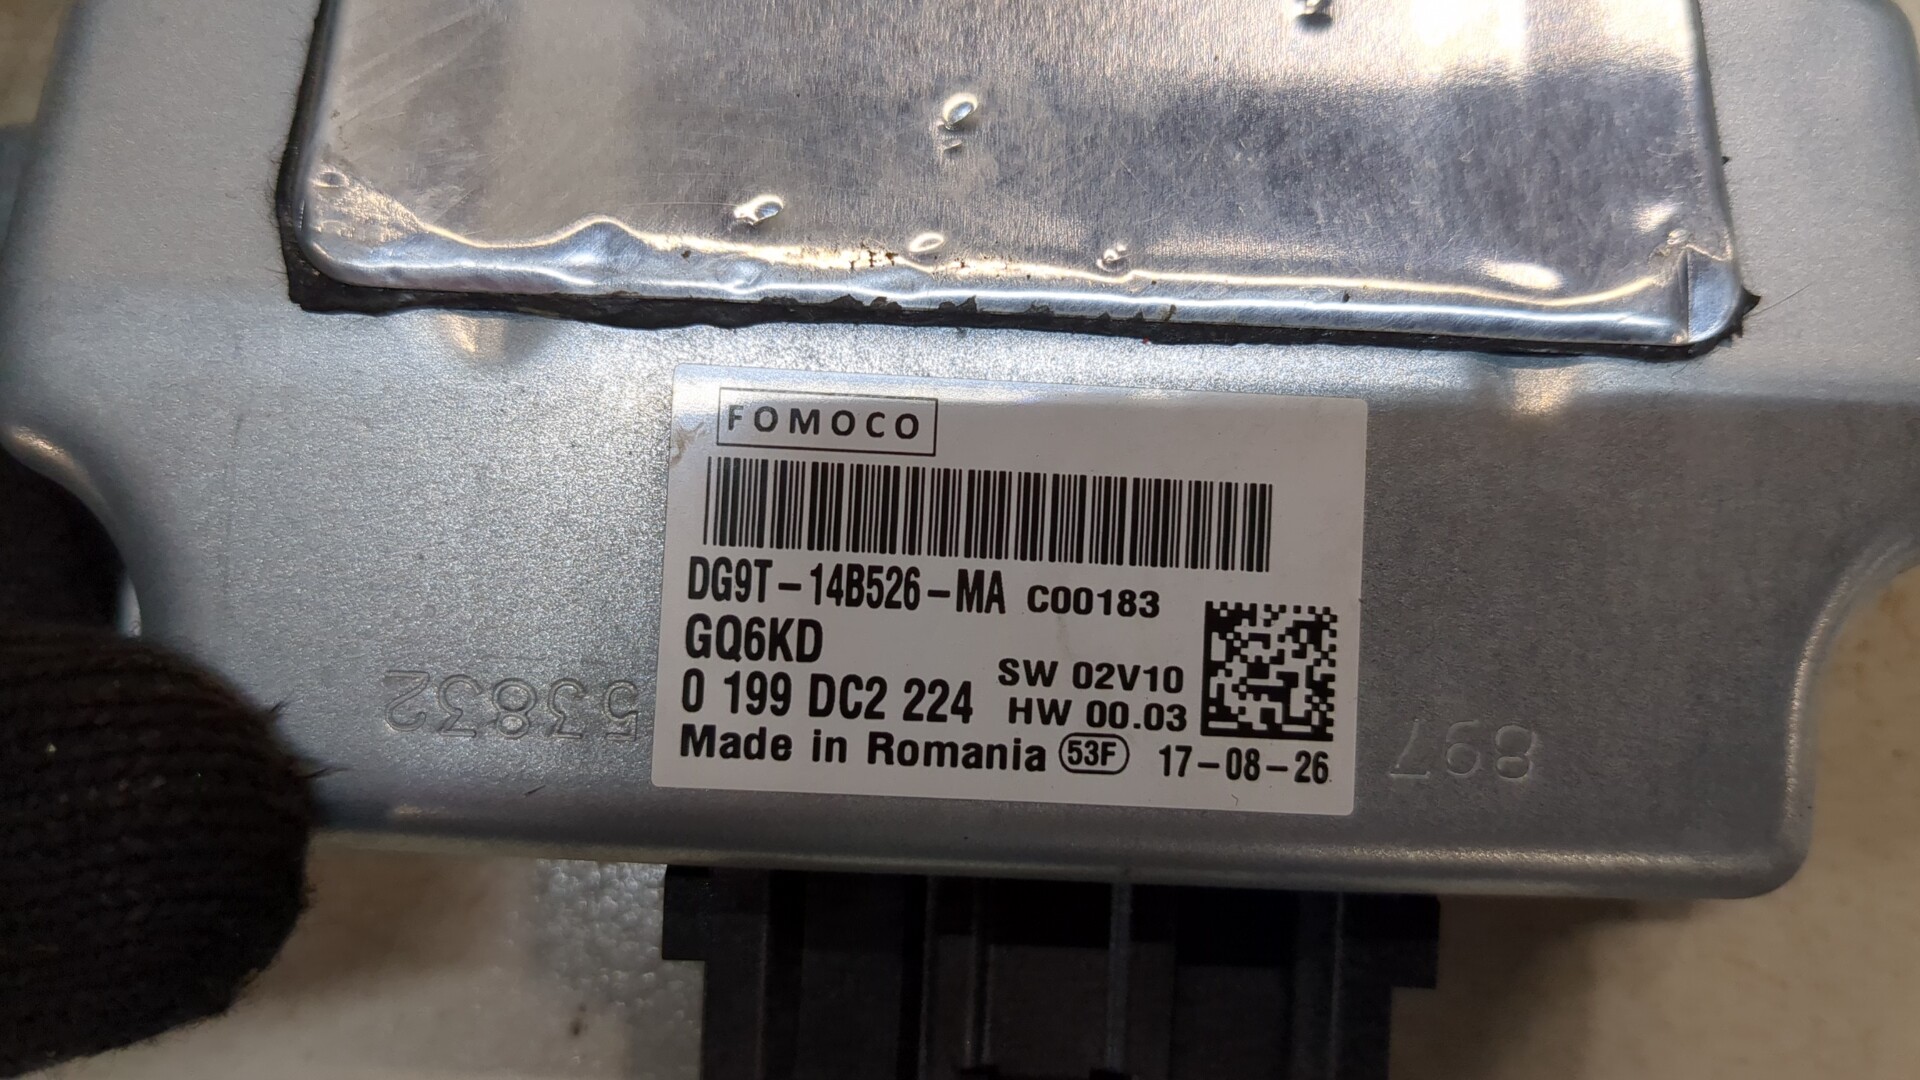 FOMOCO
DG9T-14B526-MA C00183
GQ6KD
0 199 DC2 224
SW 02V10
HW 00.03
Made in Romania 53F 17-08-26
53832
897